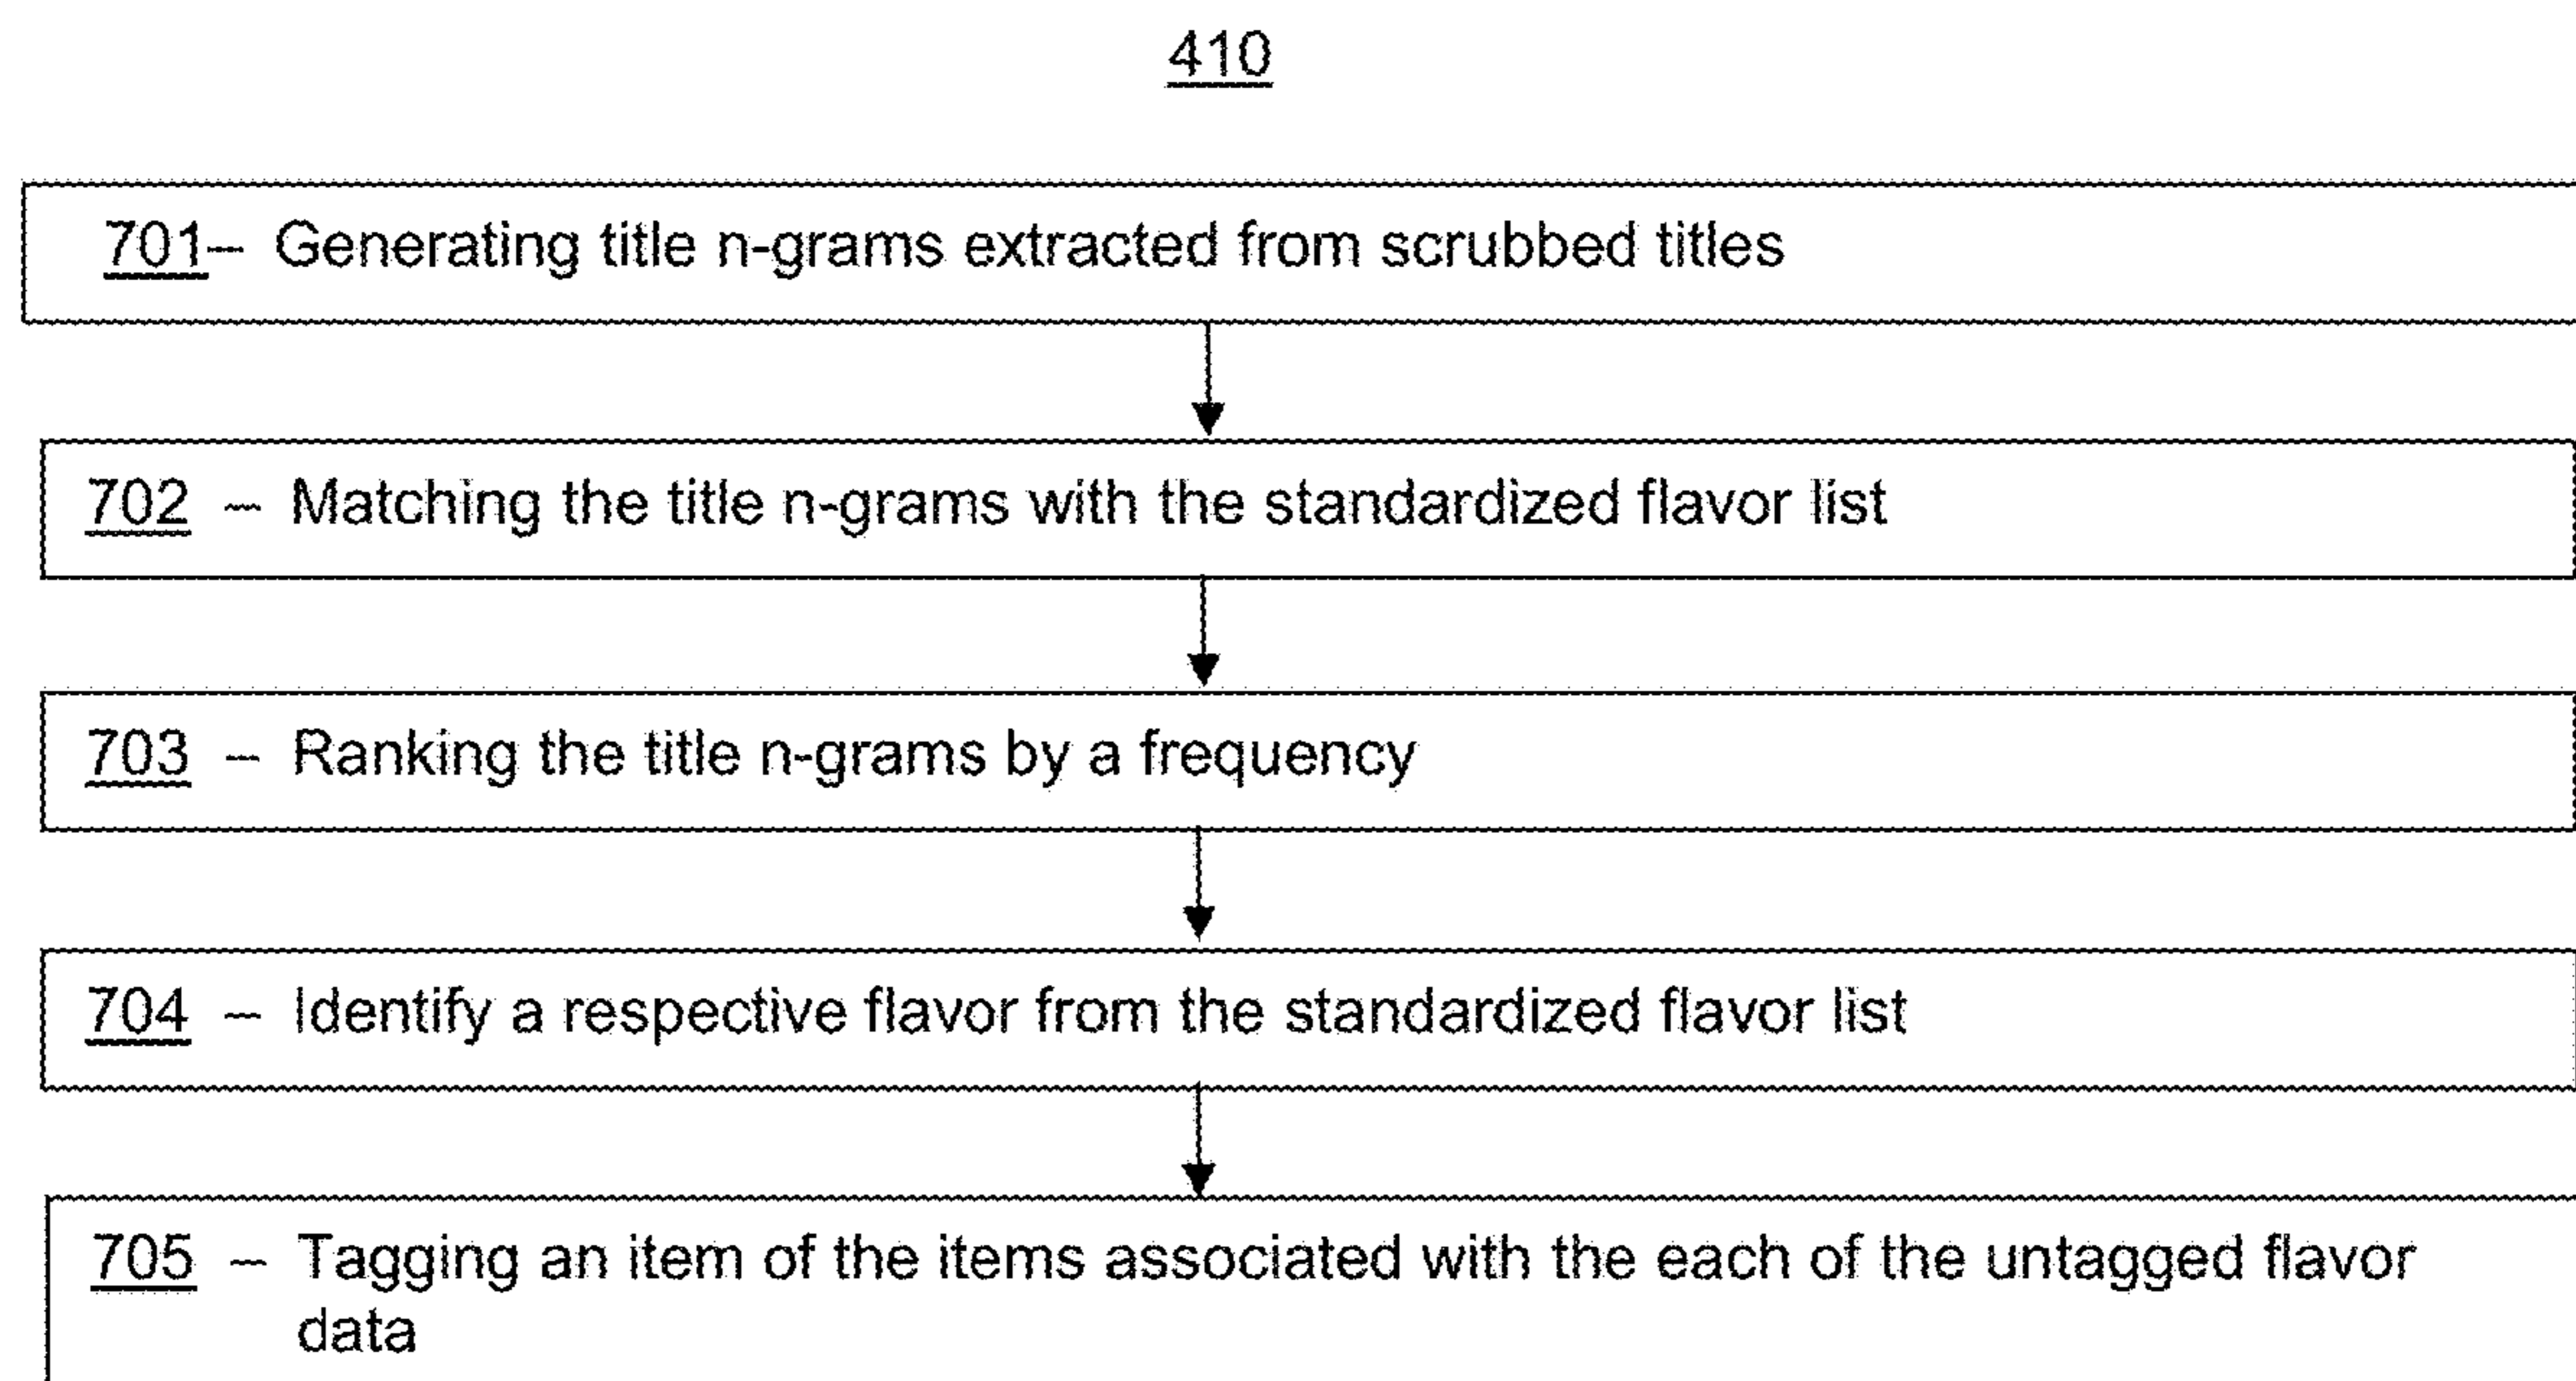 410
701– Generating title n-grams extracted from scrubbed titles
702 – Matching the title n-grams with the standardized flavor list
703 – Ranking the title n-grams by a frequency
704 – Identify a respective flavor from the standardized flavor list
705 – Tagging an item of the items associated with the each of the untagged flavor
data